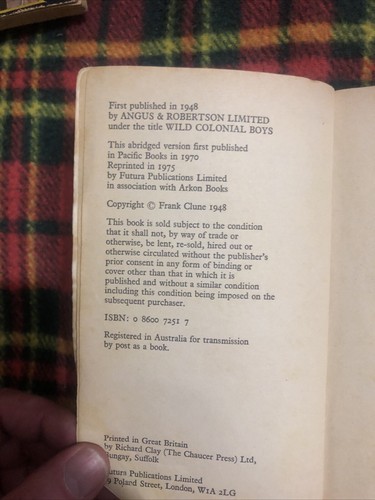 First published in 1948
by ANGUS & ROBERTSON LIMITED
under the title WILD COLONIAL BOYS
This abridged version first published
in Pacific Books in 1970
Reprinted in 1975
by Futura Publications Limited
in association with Arkon Books
Copyright © Frank Clune 1948
This book is sold subject to the condition
that it shall not, by way of trade or
otherwise, be lent, re-sold, hired out or
otherwise circulated without the publisher's
prior consent in any form of binding or
cover other than that in which it is
published and without a similar condition
including this condition being imposed on the
subsequent purchaser.
ISBN: 0 8600 7251 7
Registered in Australia for transmission
by post as a book.
Printed in Great Britain
by Richard Clay (The Chaucer Press) Ltd,
ungay, Suffolk
utura Publications Limited
9 Poland Street, London, W1A 2LG